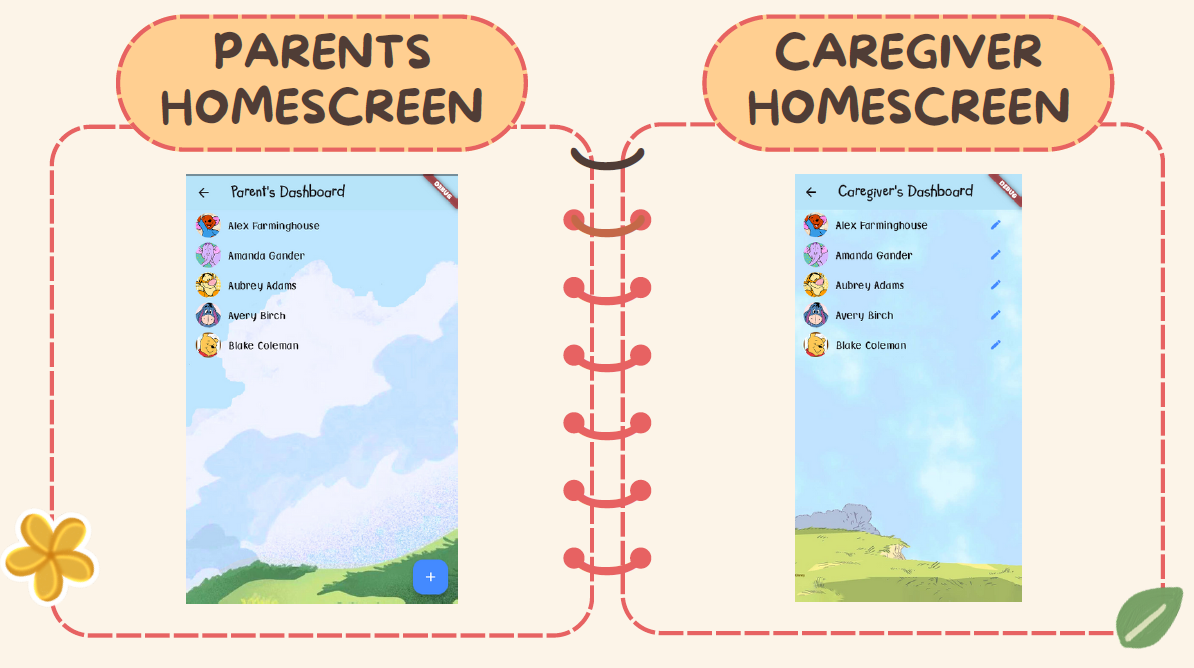 PARENTS
HOMESCREEN
Parent's Dashboard
DEBUG
Alex Farminghouse
Amanda Gander
Aubrey Adams
Avery Birch
Blake Coleman
+
CAREGIVER
HOMESCREEN
Caregiver's Dashboard
DEBUG
Alex Farminghouse
Amanda Gander
Aubrey Adams
Avery Birch
Blake Coleman